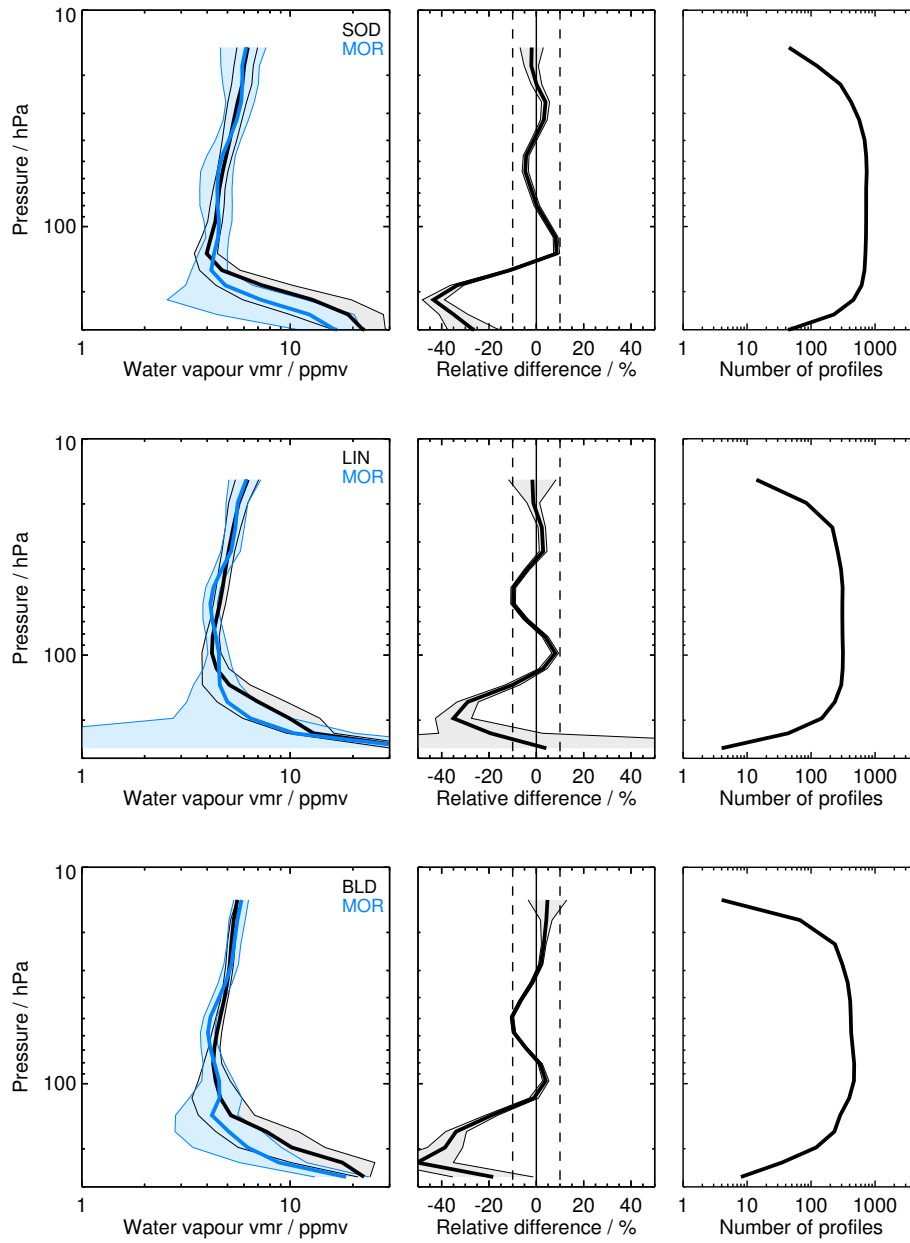 10
100
Pressure / hPa
SOD
MOR
1 10
Water vapour vmr / ppmv
-40 -20 0 20 40
Relative difference / %
1 10 100 1000
Number of profiles
10
100
Pressure / hPa
LIN
MOR
1 10
Water vapour vmr / ppmv
-40 -20 0 20 40
Relative difference / %
1 10 100 1000
Number of profiles
10
100
Pressure / hPa
BLD
MOR
1 10
Water vapour vmr / ppmv
-40 -20 0 20 40
Relative difference / %
1 10 100 1000
Number of profiles